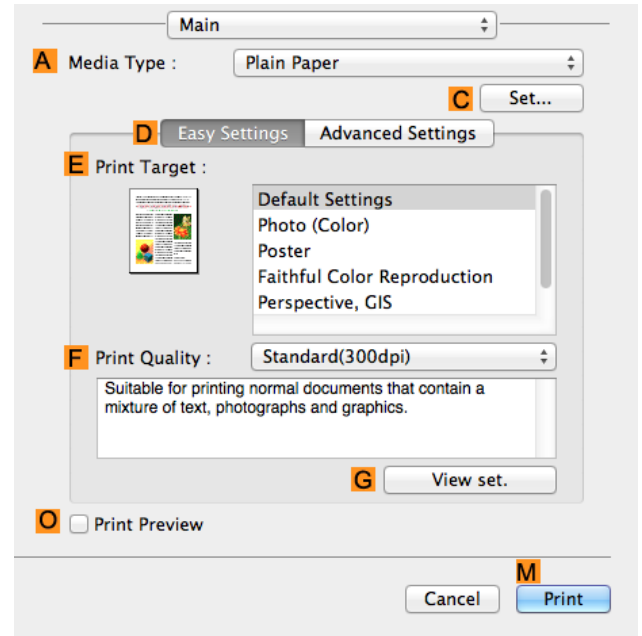 Main
A Media Type : Plain Paper
C Set...
D Easy Settings Advanced Settings
E Print Target :
Default Settings
Photo (Color)
Poster
Faithful Color Reproduction
Perspective, GIS
F Print Quality : Standard(300dpi)
Suitable for printing normal documents that contain a
mixture of text, photographs and graphics.
G View set.
O Print Preview
M
Cancel Print